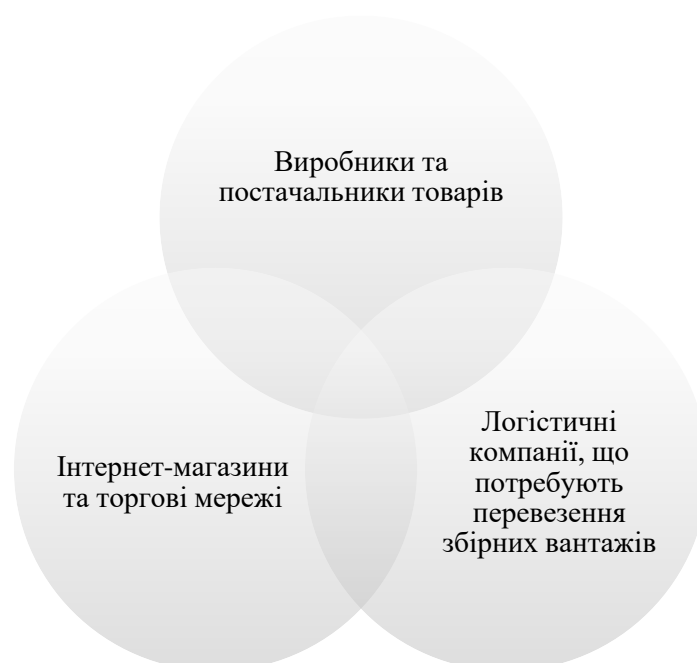 Виробники та
постачальники товарів
Інтернет-магазини
та торгові мережі
Логістичні
компанії, що
потребують
перевезення
збірних вантажів